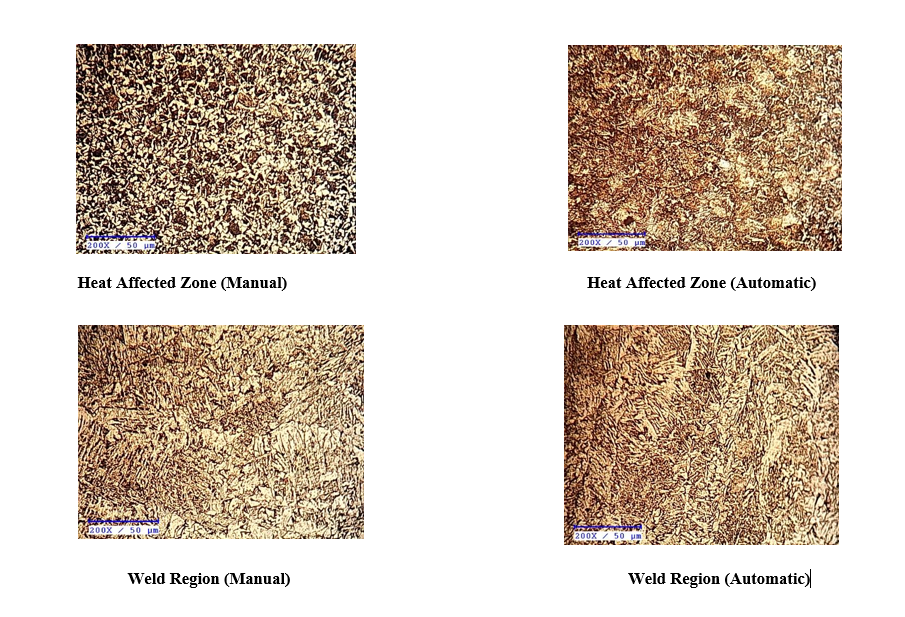 200X / 50 µm
200X / 50 µm
Heat Affected Zone (Manual)
Heat Affected Zone (Automatic)
200X / 50 µm
200X / 50 µm
Weld Region (Manual)
Weld Region (Automatic)